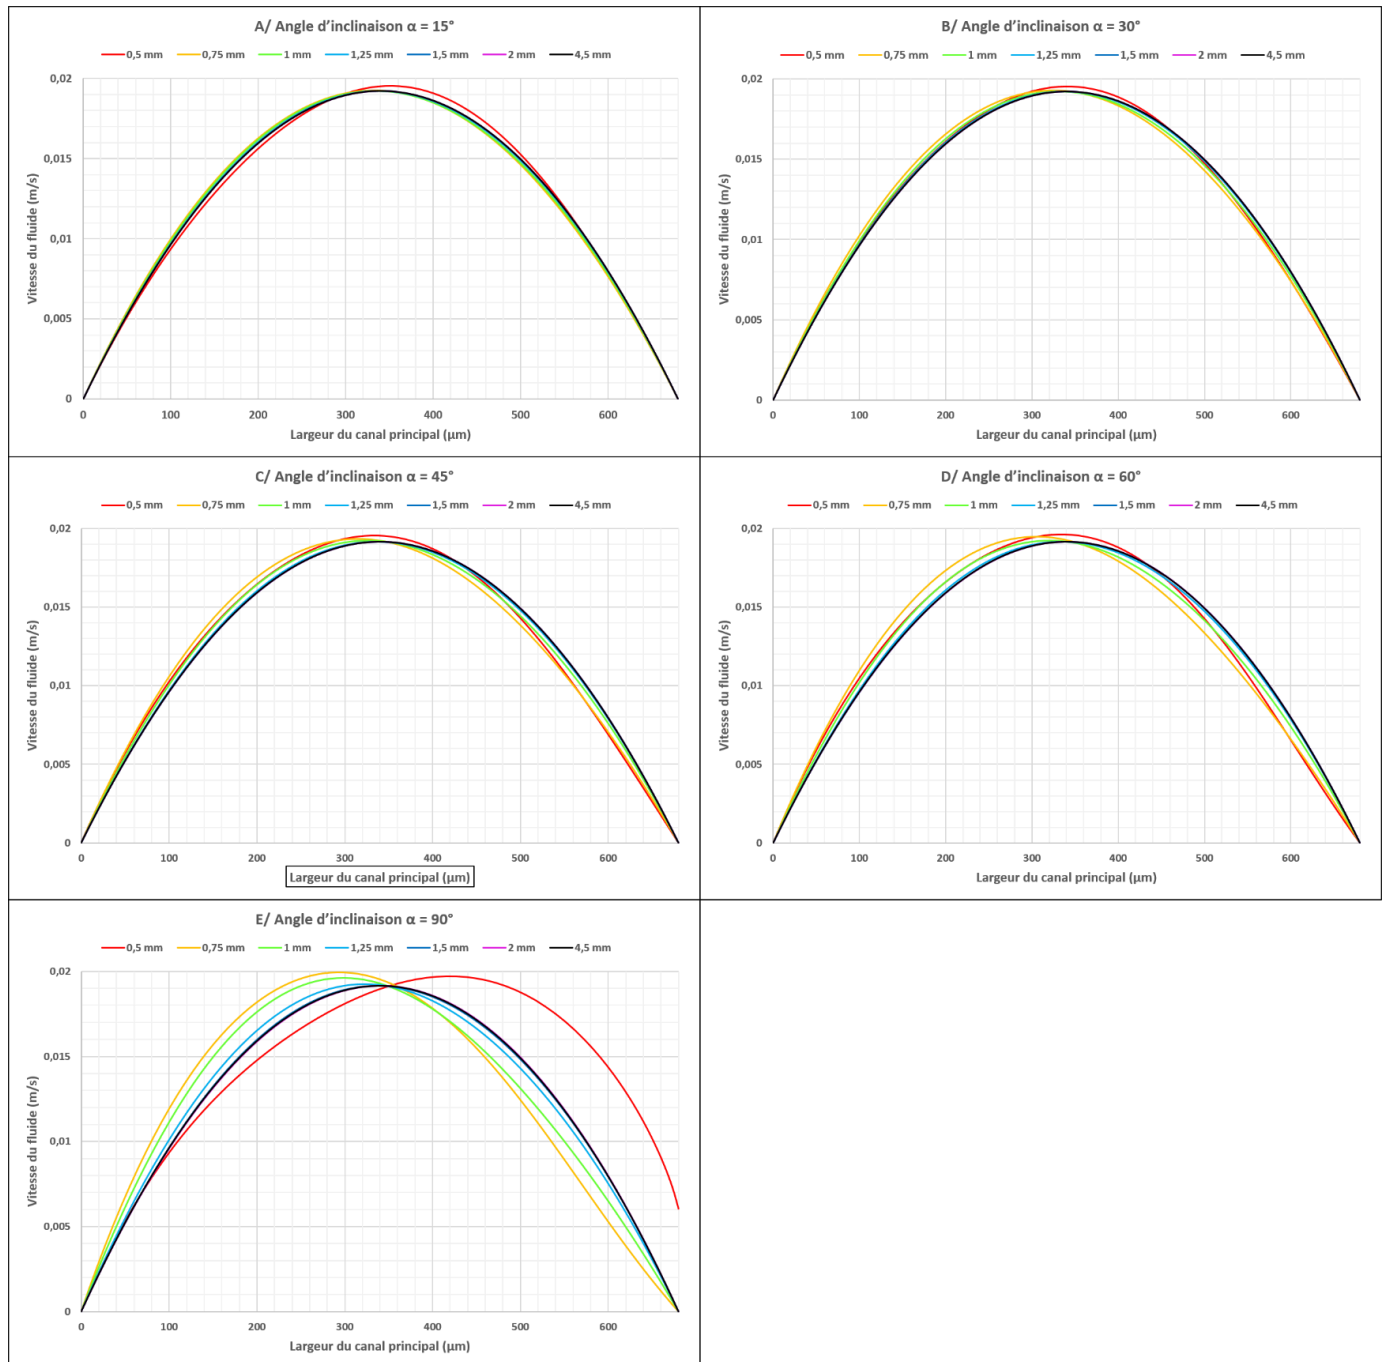 A/ Angle d’inclinaison α = 15°
0,5 mm 0,75 mm 1 mm 1,25 mm 1,5 mm 2 mm 4,5 mm
0,02
0,015
0,01
0,005
0
Vitesse du fluide (m/s)
0 100 200 300 400 500 600
Largeur du canal principal (µm)
B/ Angle d’inclinaison α = 30°
0,5 mm 0,75 mm 1 mm 1,25 mm 1,5 mm 2 mm 4,5 mm
0,02
0,015
0,01
0,005
0
Vitesse du fluide (m/s)
0 100 200 300 400 500 600
Largeur du canal principal (µm)
C/ Angle d’inclinaison α = 45°
0,5 mm 0,75 mm 1 mm 1,25 mm 1,5 mm 2 mm 4,5 mm
0,02
0,015
0,01
0,005
0
Vitesse du fluide (m/s)
0 100 200 300 400 500 600
Largeur du canal principal (µm)
D/ Angle d’inclinaison α = 60°
0,5 mm 0,75 mm 1 mm 1,25 mm 1,5 mm 2 mm 4,5 mm
0,02
0,015
0,01
0,005
0
Vitesse du fluide (m/s)
0 100 200 300 400 500 600
Largeur du canal principal (µm)
E/ Angle d’inclinaison α = 90°
0,5 mm 0,75 mm 1 mm 1,25 mm 1,5 mm 2 mm 4,5 mm
0,02
0,015
0,01
0,005
0
Vitesse du fluide (m/s)
0 100 200 300 400 500 600
Largeur du canal principal (µm)